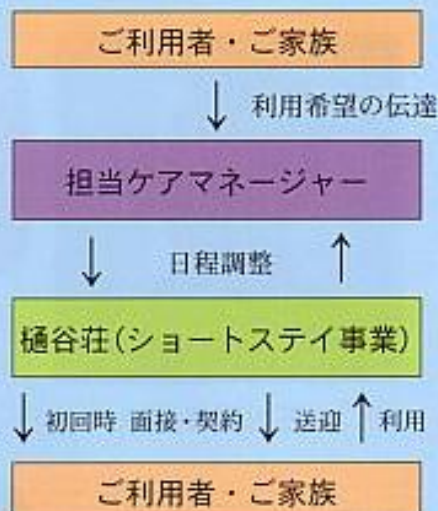 ご利用者・ご家族
↓ 利用希望の伝達
担当ケアマネージャー
↓ 日程調整 ↑
樋谷荘(ショートステイ事業)
↓ 初回時 面接・契約 ↓ 送迎 ↑ 利用
ご利用者・ご家族